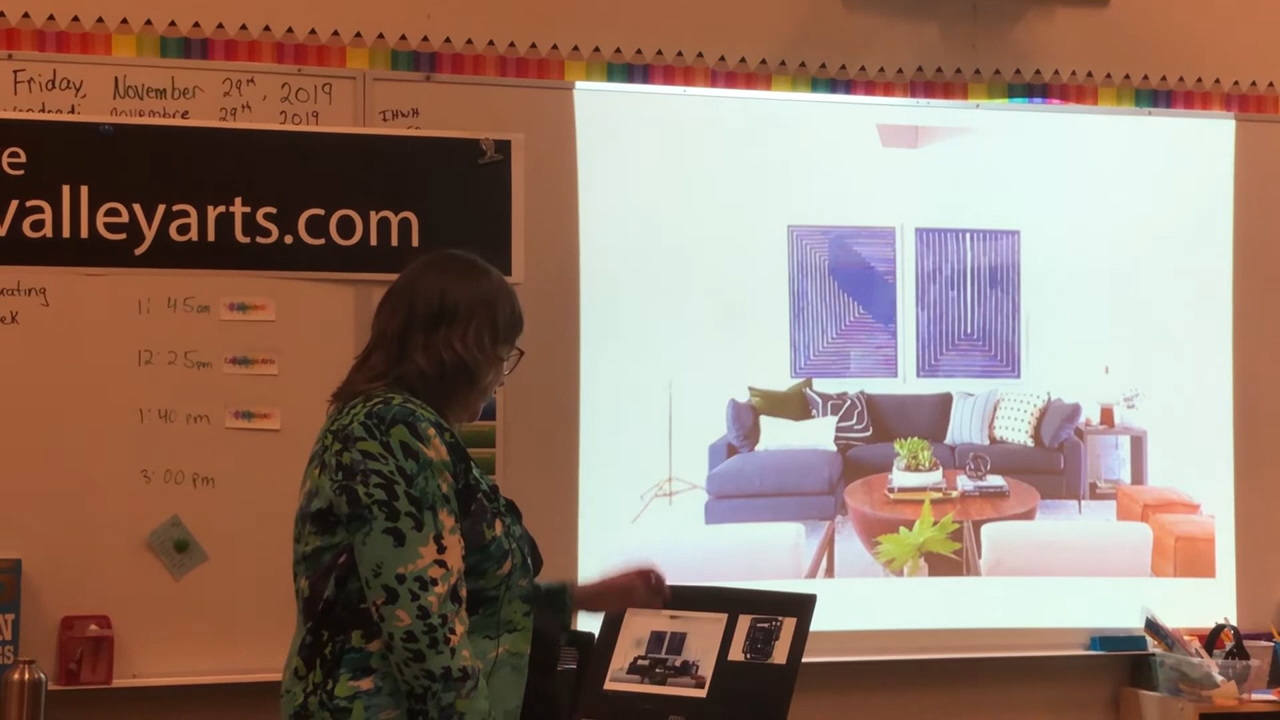 Friday, November 29th, 2019
novembre 29th 2019
IHWH
e
valleyarts.com
rating
ek
11:45am
12:25pm
1:40 pm
3:00 pm